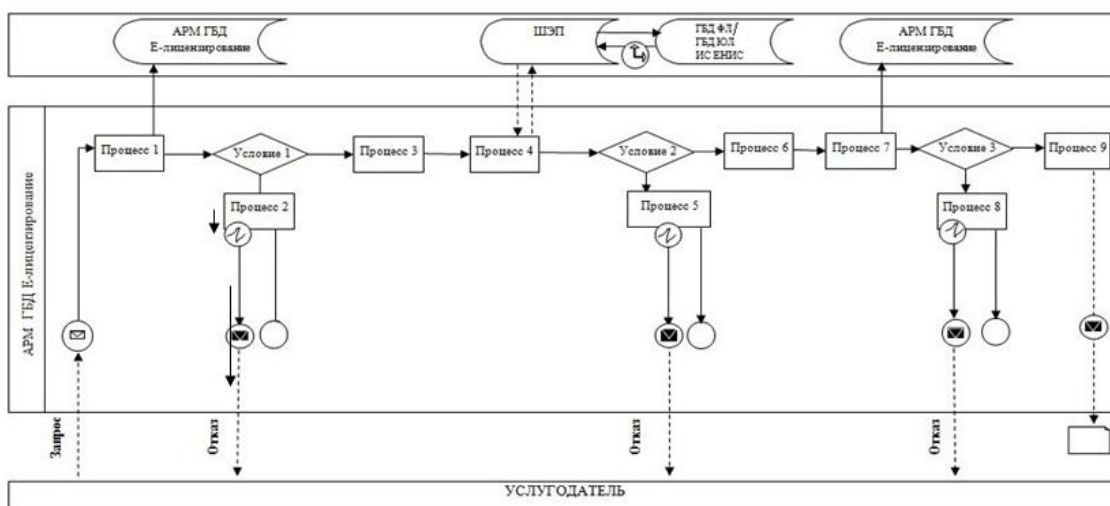 АРМ ГБД
Е-лицензирование
ШЭП
ГБД ФЛ/
ГБД ЮЛ
ИС ЕНИС
АРМ ГБД
Е-лицензирование
АРМ ГБД Е-лицензирование
Процесс 1
Условие 1
Процесс 3
Процесс 4
Условие 2
Процесс 6
Процесс 7
Условие 3
Процесс 9
Процесс 2
Процесс 5
Процесс 8
Запрос
Отказ
Отказ
Отказ
УСЛУГОДАТЕЛЬ